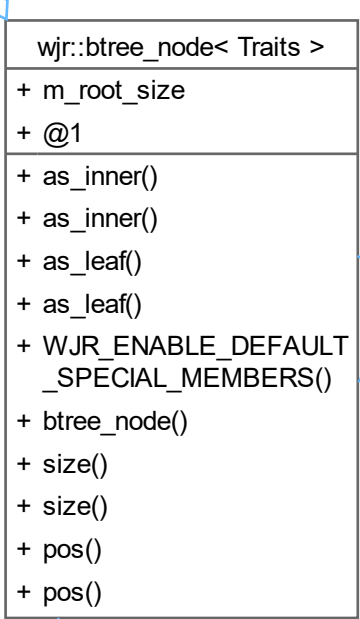 wjr::btree_node< Traits >
+ m_root_size
+ @1
+ as_inner()
+ as_inner()
+ as_leaf()
+ as_leaf()
+ WJR_ENABLE_DEFAULT
_SPECIAL_MEMBERS()
+ btree_node()
+ size()
+ size()
+ pos()
+ pos()